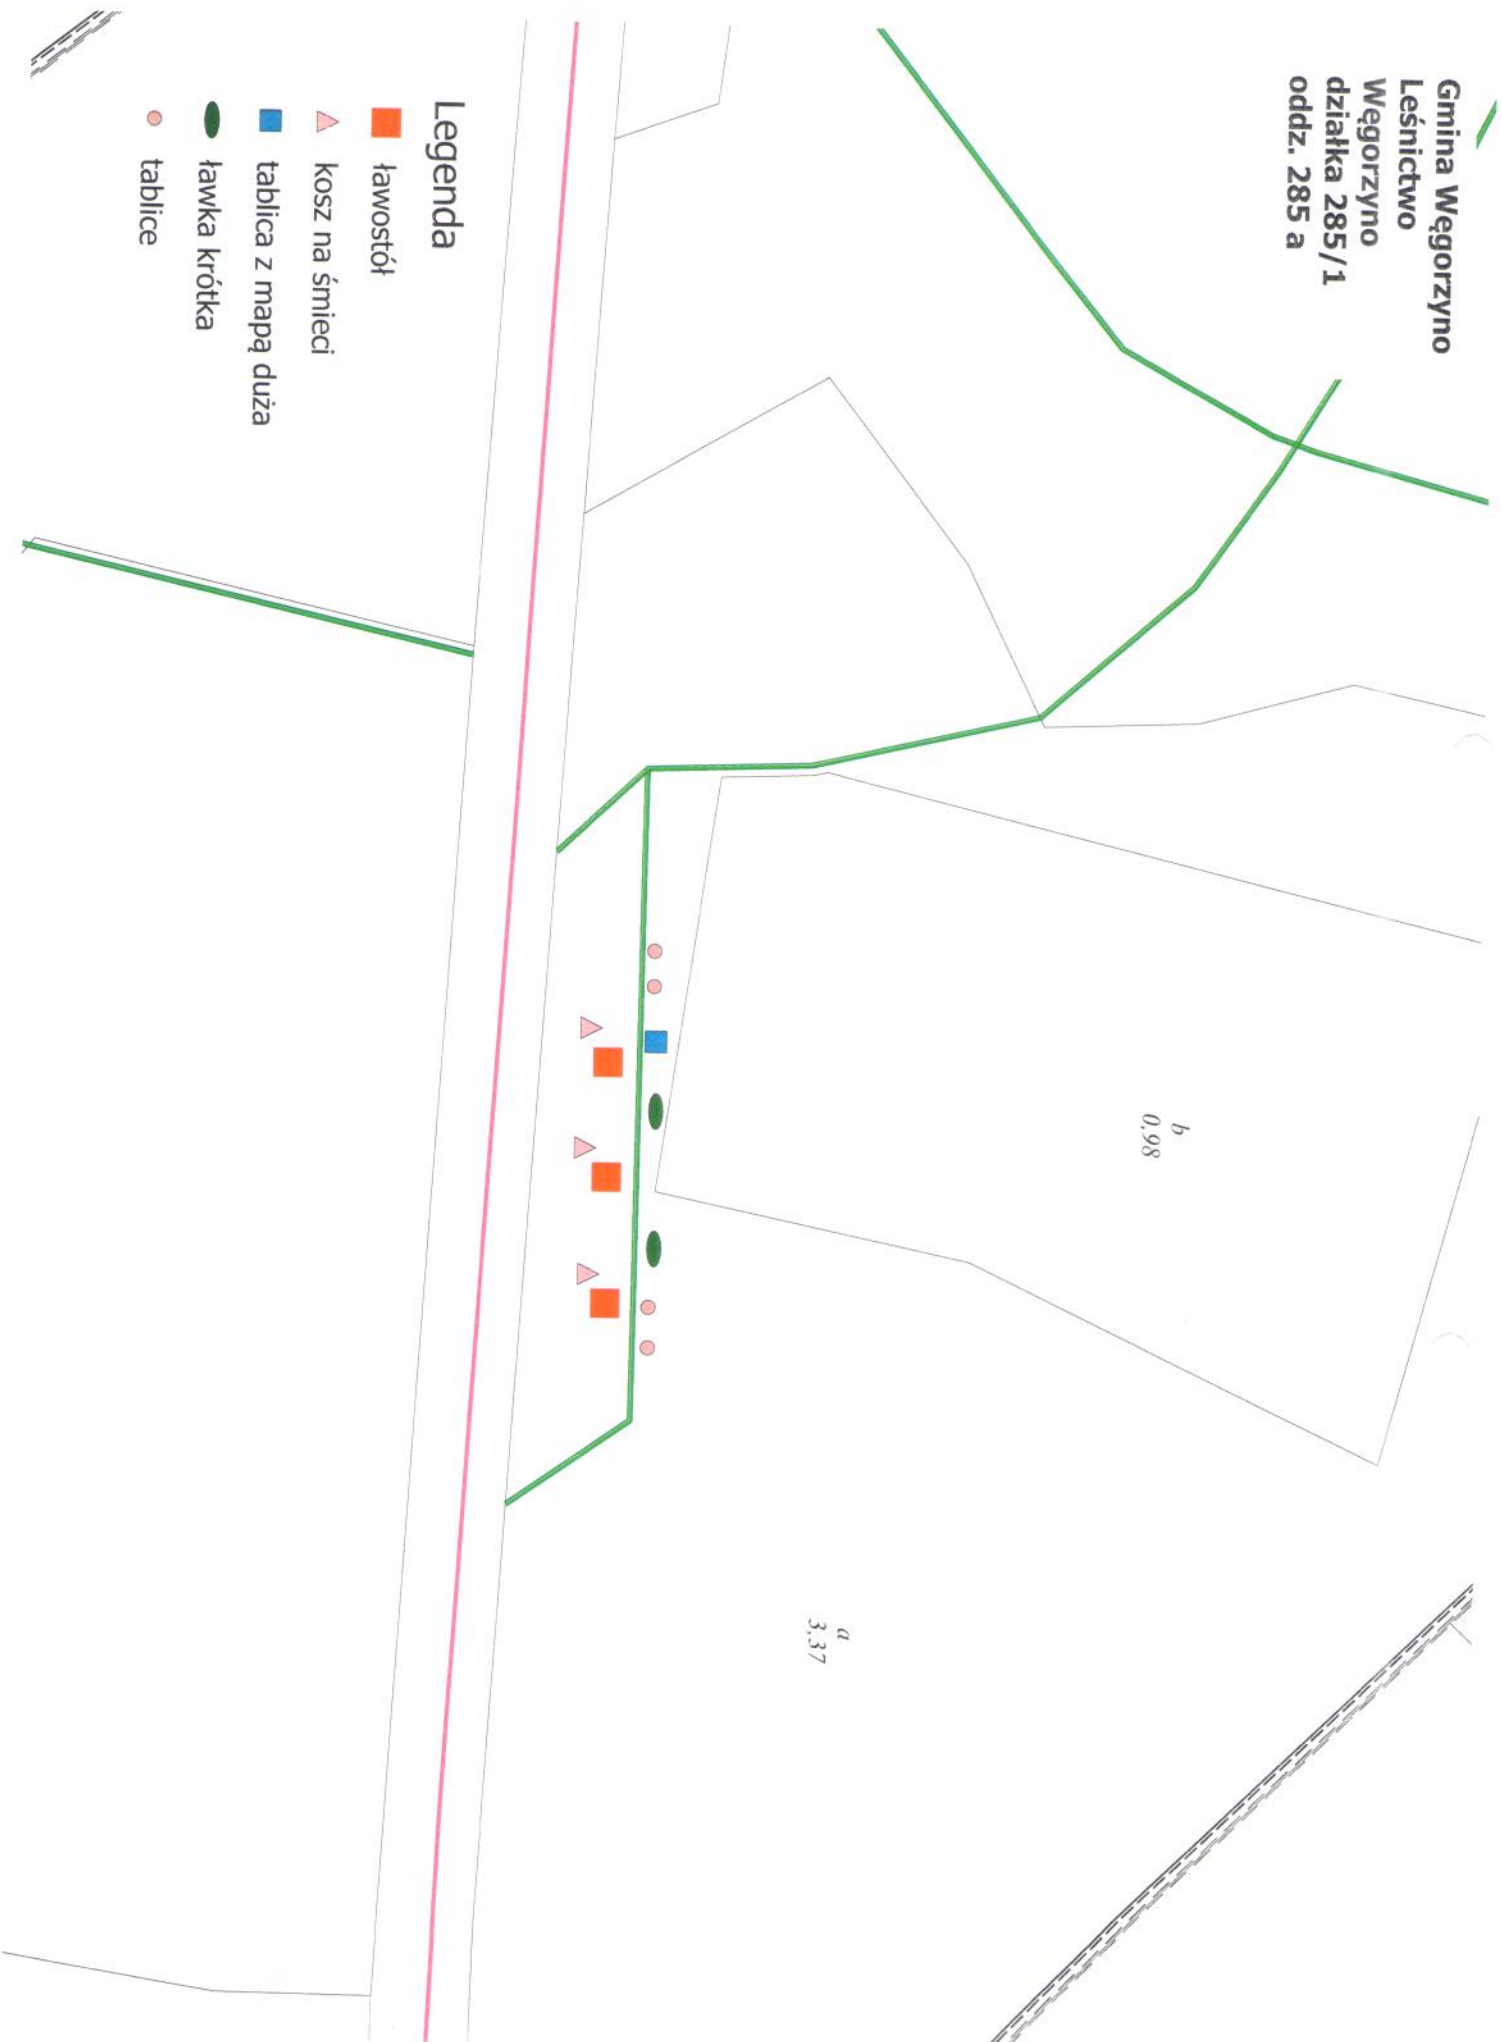 Gmina Węgorzyno
Leśnictwo
Węgorzyno
działka 285/1
oddz. 285 a
b
0,98
a
3,37
Legenda
ławostół
kosz na śmieci
tablica z mapą duża
ławka krótka
tablice